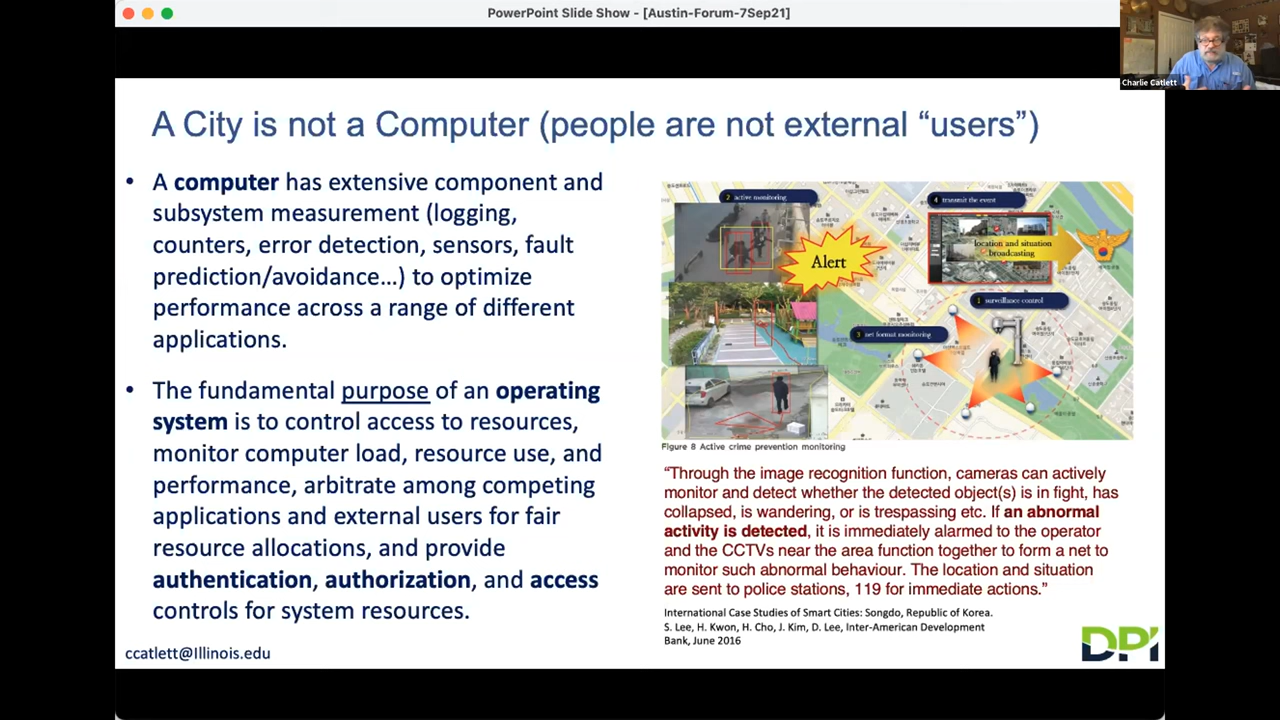 PowerPoint Slide Show - [Austin-Forum-7Sep21]
Charlie Catlett
A City is not a Computer (people are not external “users”)
• A computer has extensive component and
subsystem measurement (logging,
counters, error detection, sensors, fault
prediction/avoidance...) to optimize
performance across a range of different
applications.
• The fundamental purpose of an operating
system is to control access to resources,
monitor computer load, resource use, and
performance, arbitrate among competing
applications and external users for fair
resource allocations, and provide
authentication, authorization, and access
controls for system resources.
ccatlett@Illinois.edu
2 active monitoring
4 transmit the event
Alert
location and situation
broadcasting
1 surveillance control
3 net format monitoring
Figure 8 Active crime prevention monitoring
“Through the image recognition function, cameras can actively
monitor and detect whether the detected object(s) is in fight, has
collapsed, is wandering, or is trespassing etc. If an abnormal
activity is detected, it is immediately alarmed to the operator
and the CCTVs near the area function together to form a net to
monitor such abnormal behaviour. The location and situation
are sent to police stations, 119 for immediate actions.”
International Case Studies of Smart Cities: Songdo, Republic of Korea.
S. Lee, H. Kwon, H. Cho, J. Kim, D. Lee, Inter-American Development
Bank, June 2016
DPI